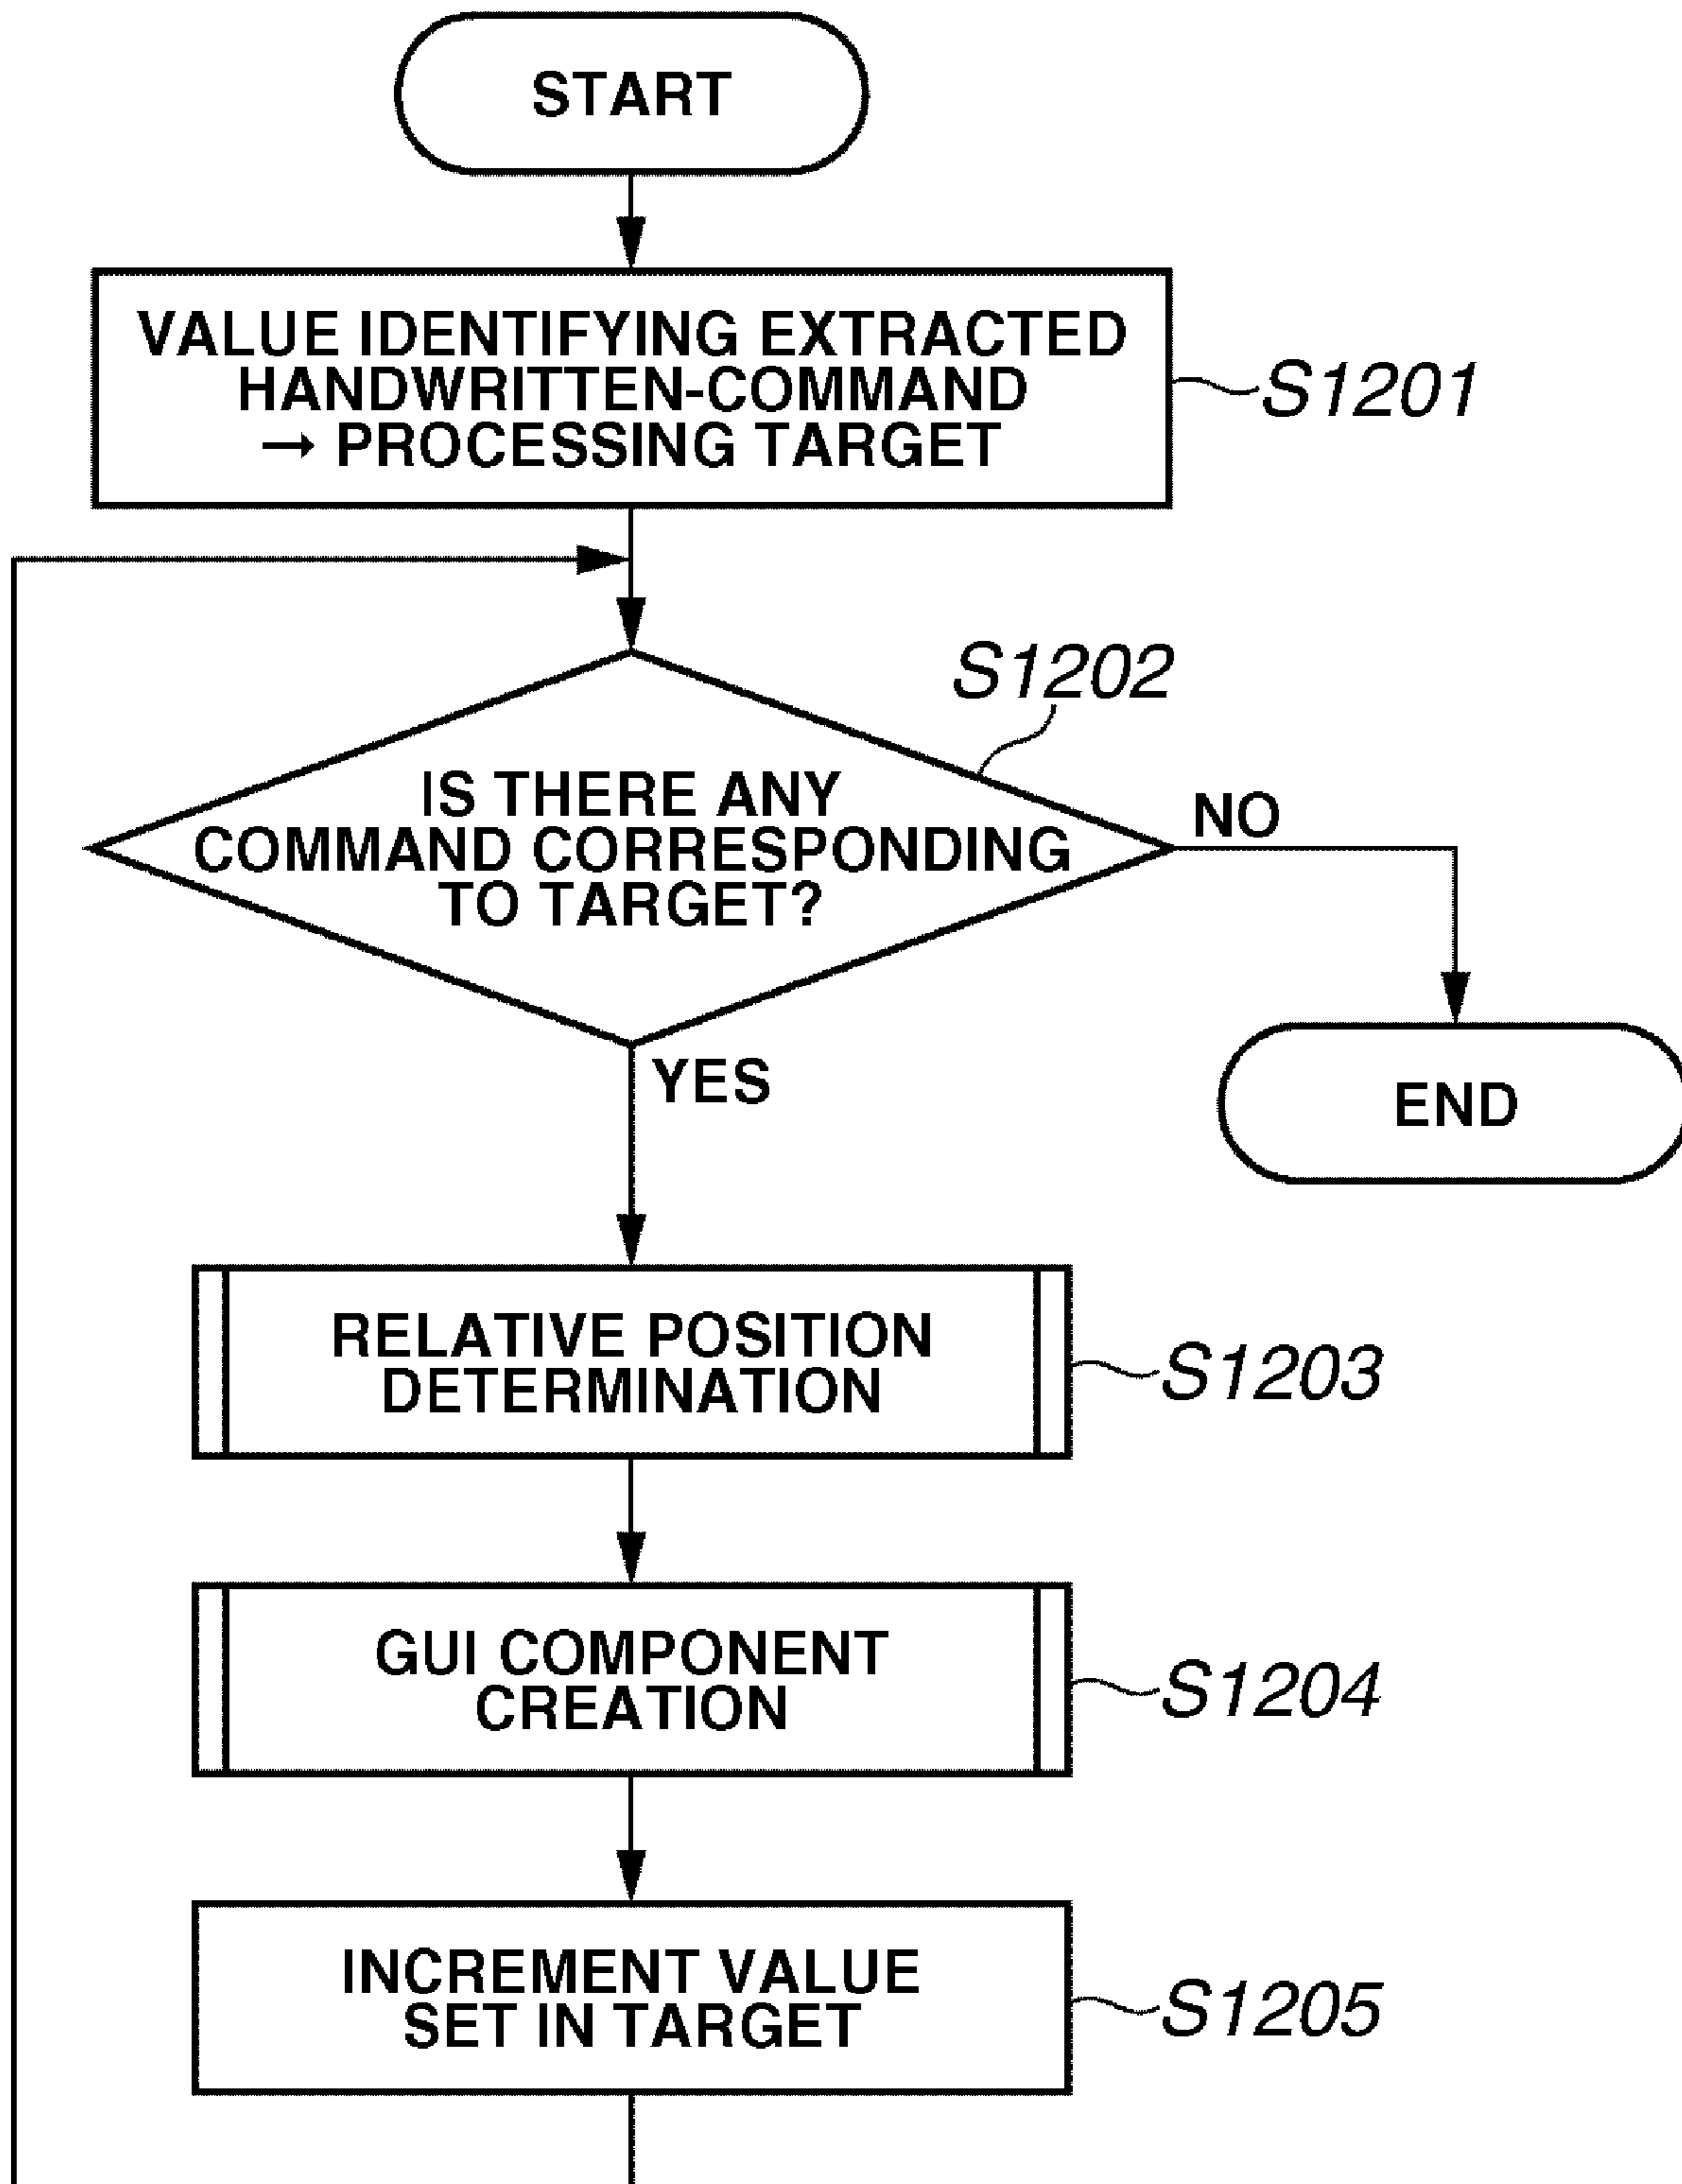 START
VALUE IDENTIFYING EXTRACTED
HANDWRITTEN-COMMAND
→ PROCESSING TARGET
S1201
S1202
IS THERE ANY
COMMAND CORRESPONDING
TO TARGET?
NO
YES
END
RELATIVE POSITION
DETERMINATION
S1203
GUI COMPONENT
CREATION
S1204
INCREMENT VALUE
SET IN TARGET
S1205